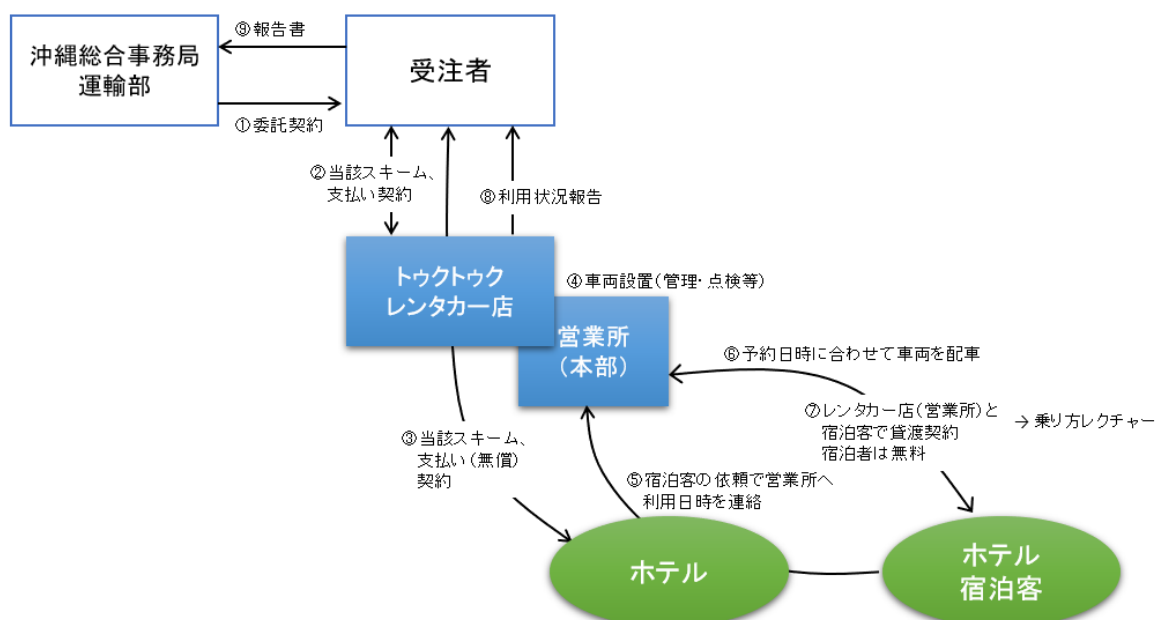 ⑨報告書
沖縄総合事務局
運輸部
受注者
①委託契約
②当該スキーム、
支払い契約
⑧利用状況報告
トゥクトゥク
レンタカー店
④車両設置(管理・点検等)
営業所
(本部)
⑥予約日時に合わせて車両を配車
⑦レンタカー店(営業所)と
宿泊客で貸渡契約
宿泊者は無料
→ 乗り方レクチャー
③当該スキーム、
支払い(無償)
契約
⑤宿泊客の依頼で営業所へ
利用日時を連絡
ホテル
ホテル
宿泊客